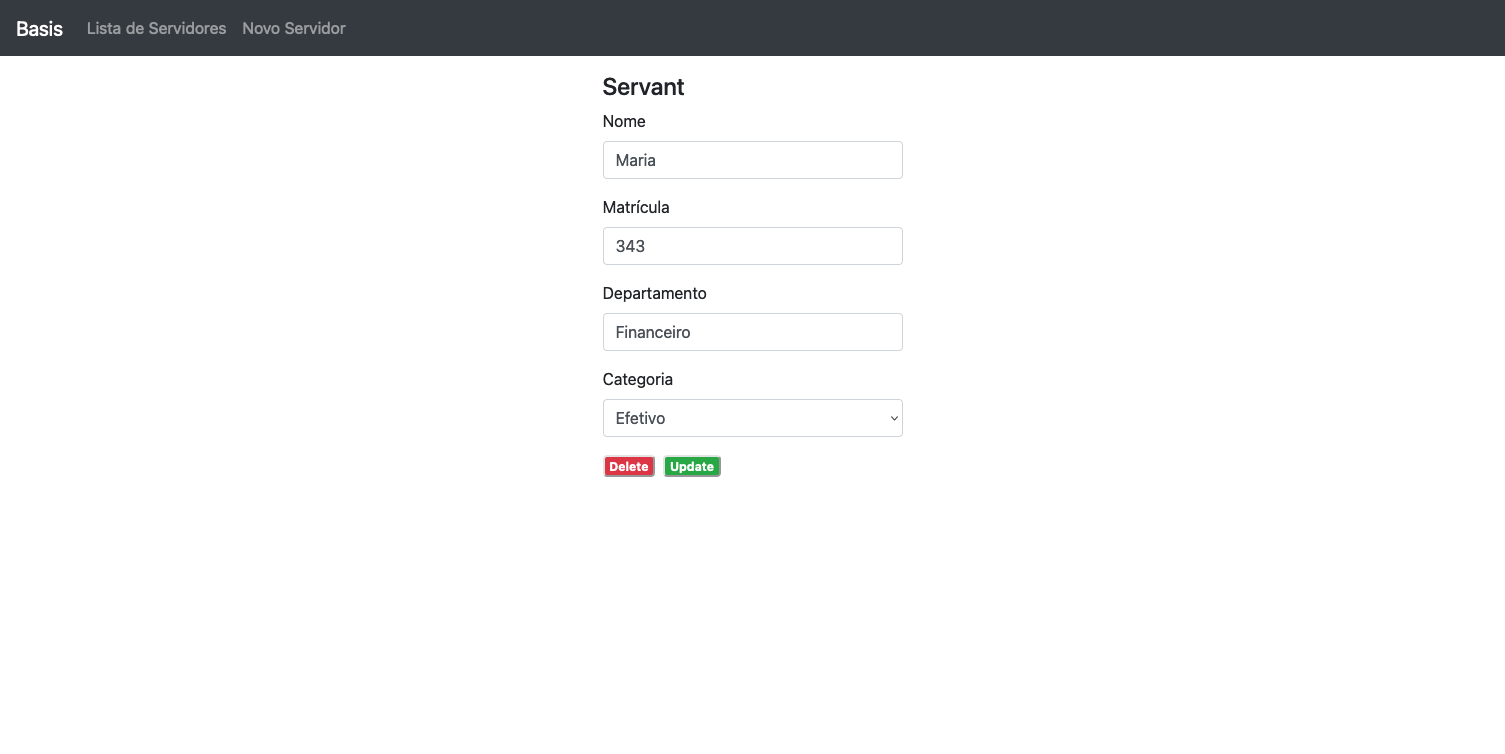 Basis Lista de Servidores Novo Servidor
Servant
Nome
Maria
Matrícula
343
Departamento
Financeiro
Categoria
Efetivo
Delete Update